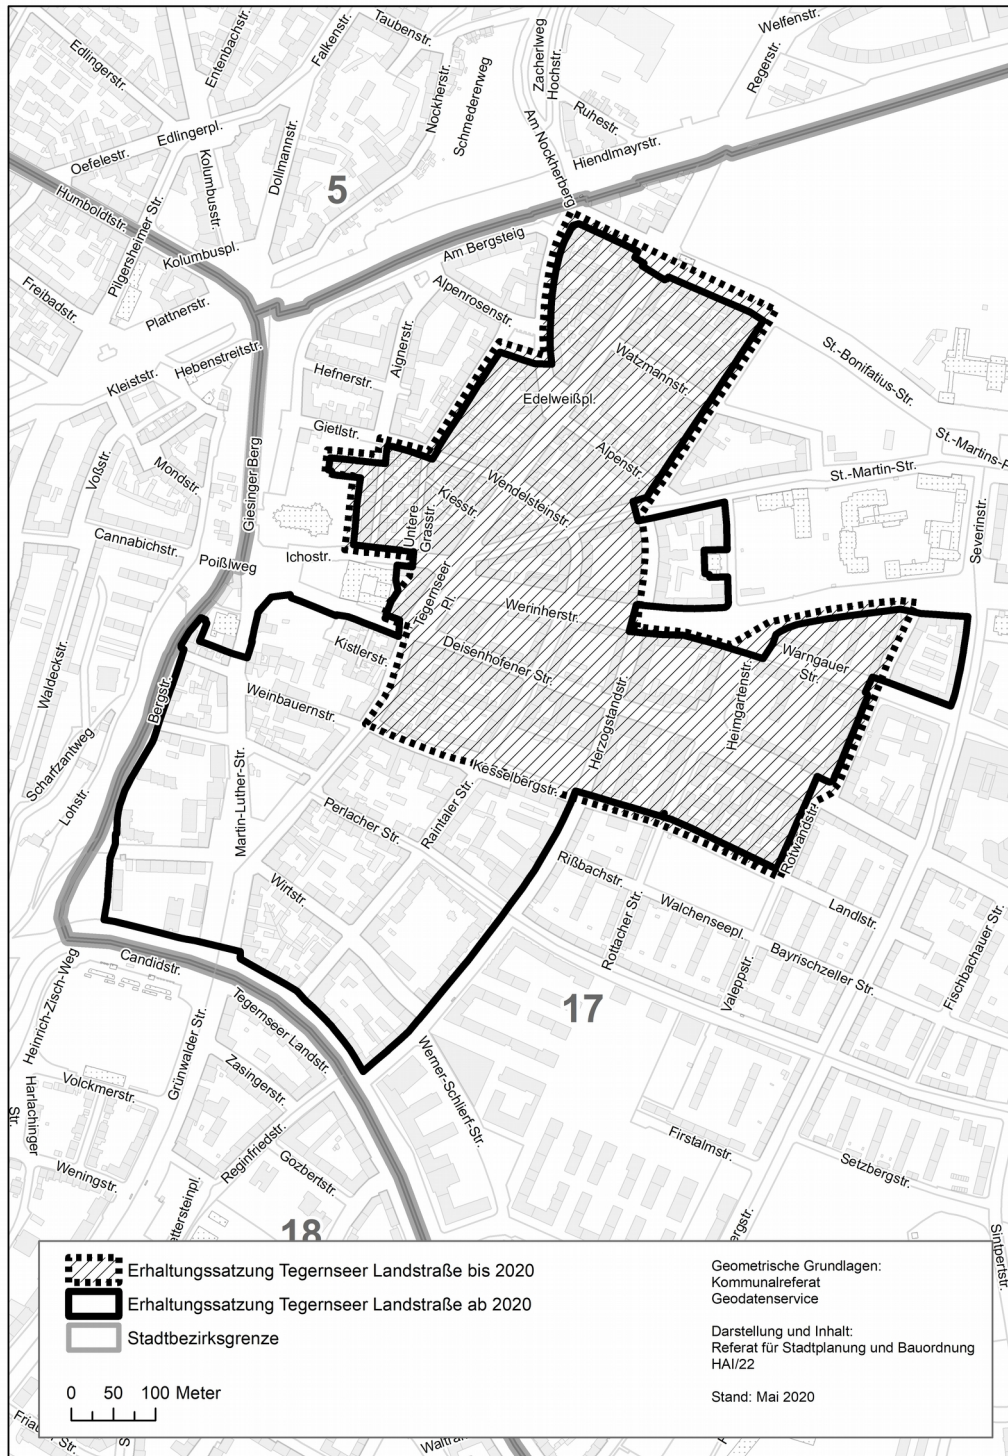 Taubenstr.
Welfenstr.
Entenbachstr.
Falkenstr.
Edlingerstr.
Nockherstr.
Schmedererweg
Zacherlweg
Hochstr.
Regerstr.
Ruhestr.
Am Nockherberg
Hiendlmayrstr.
Edlingerpl.
Oefelestr.
Kolumbusstr.
Dollmannstr.
5
Humboldtstr.
Pilgersheimer Str.
Kolumbuspl.
Am Bergsteig
Freibadstr.
Plattnerstr.
Alpenrosenstr.
Aignerstr.
Hebenstreitstr.
Kleiststr.
Hefnerstr.
Watzmannstr.
St.-Bonifatius-Str.
Edelweißpl.
Gietlstr.
Voßstr.
Mondstr.
Giesinger Berg
Alpenstr.
St.-Martins-P
St.-Martin-Str.
Wendelsteinstr.
Kiesstr.
Untere
Grasstr.
Severinstr.
Cannabichstr.
Poißlweg
Ichostr.
Tegernseer
Pl.
Werinherstr.
Kistlerstr.
Deisenhofener Str.
Warngauer
Str.
Waldeckstr.
Bergstr.
Weinbauernstr.
Herzogstandstr.
Heimgartenstr.
Scharfzantweg
Lohstr.
Martin-Luther-Str.
Kesselbergstr.
Perlacher Str.
Raintaler Str.
Rotwandstr.
Rißbachstr.
Wirtstr.
Walchenseepl.
Landlstr.
Rottacher Str.
Fischbachauer Str.
Candidstr.
Bayrischzeller Str.
Valeppstr.
Heinrich-Zisch-Weg
Tegernseer Landstr.
17
Grünwalder Str.
Zasingerstr.
Werner-Schlierf-Str.
Volckmerstr.
Harlachinger
Str.
Reginfriedstr.
Gozbertstr.
Firstalmstr.
Weningstr.
Setzbergstr.
ettersteinpl.
18
ergstr.
Sintpertstr.
Erhaltungssatzung Tegernseer Landstraße bis 2020
Erhaltungssatzung Tegernseer Landstraße ab 2020
Stadtbezirksgrenze
0 50 100 Meter
Geometrische Grundlagen:
Kommunalreferat
Geodatenservice
Darstellung und Inhalt:
Referat für Stadtplanung und Bauordnung
HAI/22
Stand: Mai 2020